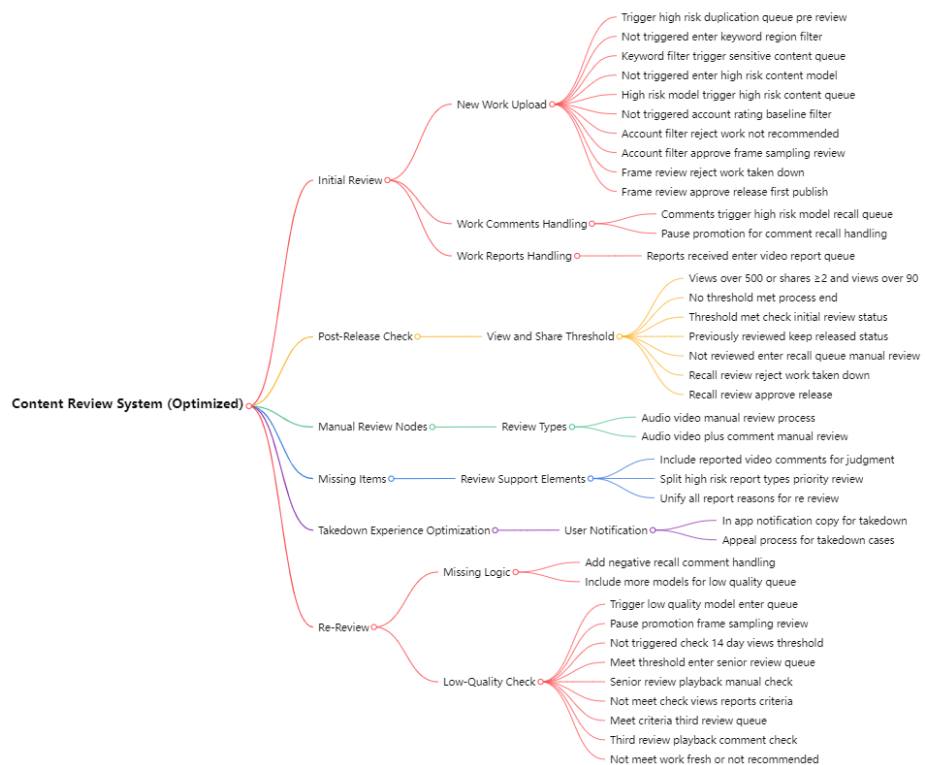 Content Review System (Optimized)
Initial Review
New Work Upload
Trigger high risk duplication queue pre review
Not triggered enter keyword region filter
Keyword filter trigger sensitive content queue
Not triggered enter high risk content model
High risk model trigger high risk content queue
Not triggered account rating baseline filter
Account filter reject work not recommended
Account filter approve frame sampling review
Frame review reject work taken down
Frame review approve release first publish
Work Comments Handling
Comments trigger high risk model recall queue
Pause promotion for comment recall handling
Work Reports Handling
Reports received enter video report queue
Post-Release Check
View and Share Threshold
Views over 500 or shares ≥2 and views over 90
No threshold met process end
Threshold met check initial review status
Previously reviewed keep released status
Not reviewed enter recall queue manual review
Recall review reject work taken down
Recall review approve release
Manual Review Nodes
Review Types
Audio video manual review process
Audio video plus comment manual review
Missing Items
Review Support Elements
Include reported video comments for judgment
Split high risk report types priority review
Unify all report reasons for re review
Takedown Experience Optimization
User Notification
In app notification copy for takedown
Appeal process for takedown cases
Re-Review
Missing Logic
Add negative recall comment handling
Include more models for low quality queue
Low-Quality Check
Trigger low quality model enter queue
Pause promotion frame sampling review
Not triggered check 14 day views threshold
Meet threshold enter senior review queue
Senior review playback manual check
Not meet check views reports criteria
Meet criteria third review queue
Third review playback comment check
Not meet work fresh or not recommended